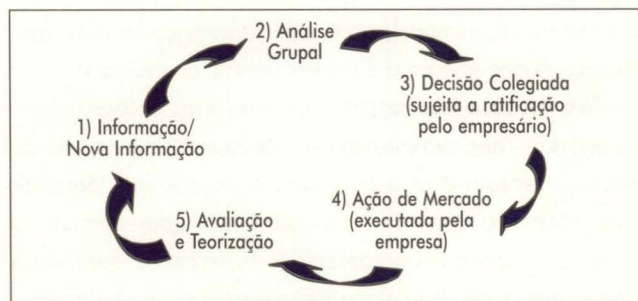 1) Informação/
Nova Informação
2) Análise
Grupal
3) Decisão Colegiada
(sujeita a ratificação
pelo empresário)
4) Ação de Mercado
(executada pela
empresa)
5) Avaliação
e Teorização